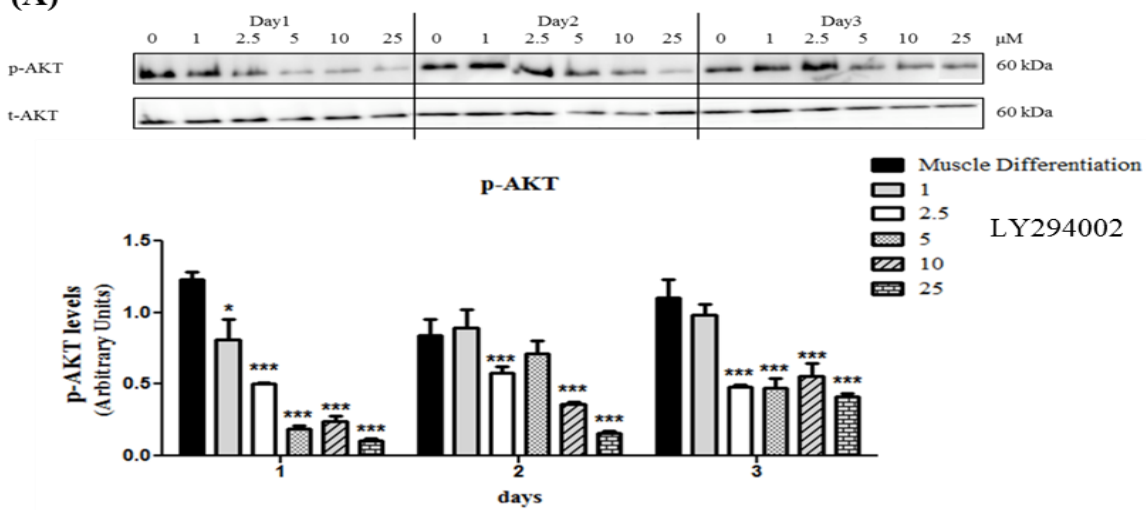 (A)
Day1 Day2 Day3
0 1 2.5 5 10 25 0 1 2.5 5 10 25 0 1 2.5 5 10 25 μM
p-AKT 60 kDa
t-AKT 60 kDa
p-AKT
Muscle Differentiation
1
2.5
5
10
25
LY294002
p-AKT levels
(Arbitrary Units)
1.5
1.0
0.5
0.0
* *** *** *** ***
*** *** ***
*** *** *** ***
1 2 3
days